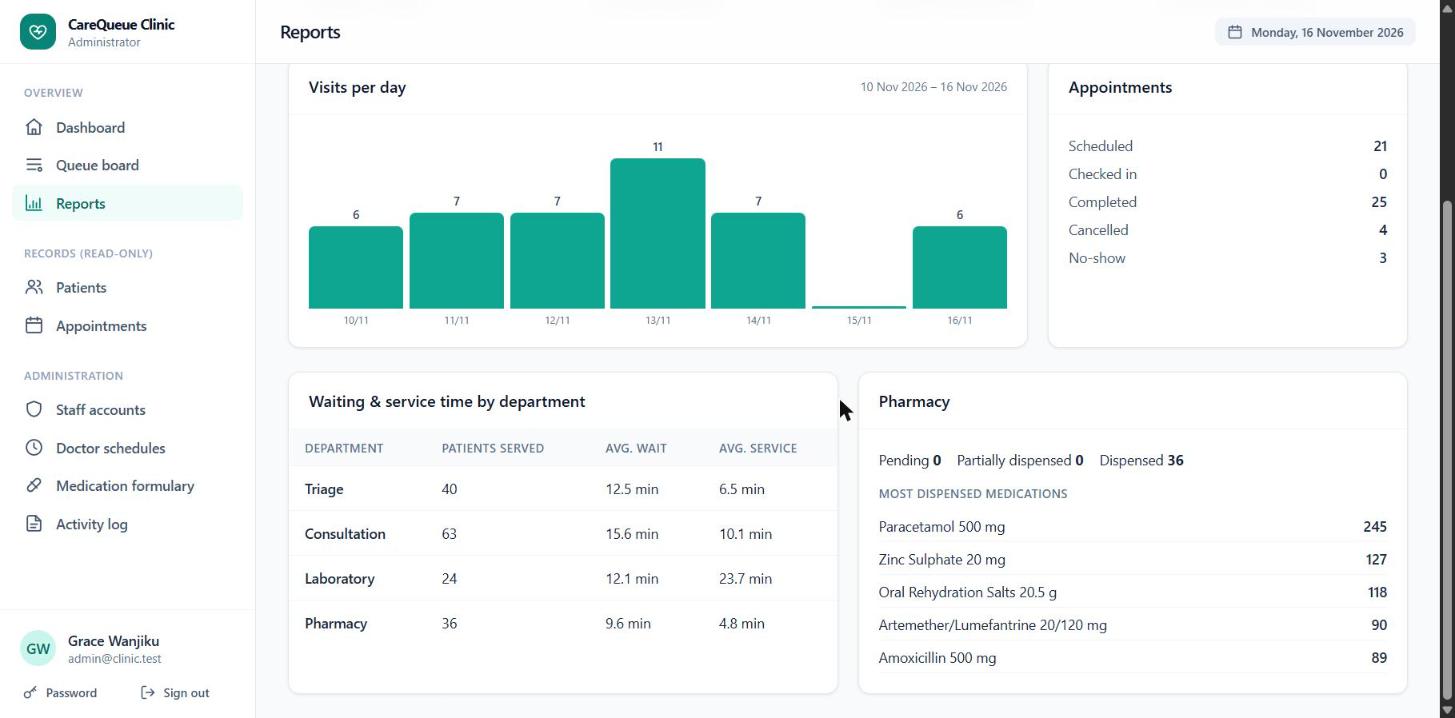 CareQueue Clinic
Administrator
OVERVIEW
Dashboard
Queue board
Reports
RECORDS (READ-ONLY)
Patients
Appointments
ADMINISTRATION
Staff accounts
Doctor schedules
Medication formulary
Activity log
GW
Grace Wanjiku
admin@clinic.test
Password Sign out
Reports
Monday, 16 November 2026
Visits per day
10 Nov 2026 – 16 Nov 2026
6 7 7 11 7 6
10/11 11/11 12/11 13/11 14/11 15/11 16/11
Appointments
Scheduled 21
Checked in 0
Completed 25
Cancelled 4
No-show 3
Waiting & service time by department
DEPARTMENT PATIENTS SERVED AVG. WAIT AVG. SERVICE
Triage 40 12.5 min 6.5 min
Consultation 63 15.6 min 10.1 min
Laboratory 24 12.1 min 23.7 min
Pharmacy 36 9.6 min 4.8 min
Pharmacy
Pending 0 Partially dispensed 0 Dispensed 36
MOST DISPENSED MEDICATIONS
Paracetamol 500 mg 245
Zinc Sulphate 20 mg 127
Oral Rehydration Salts 20.5 g 118
Artemether/Lumefantrine 20/120 mg 90
Amoxicillin 500 mg 89